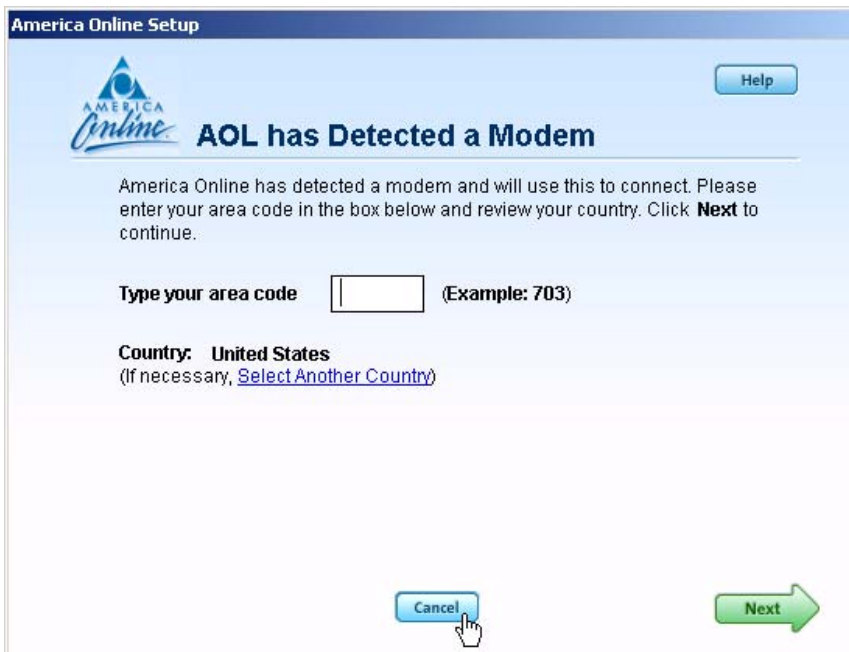 America Online Setup
Help
AMERICA
Online
AOL has Detected a Modem
America Online has detected a modem and will use this to connect. Please
enter your area code in the box below and review your country. Click Next to
continue.
Type your area code (Example: 703)
Country: United States
(If necessary, Select Another Country)
Cancel
Next